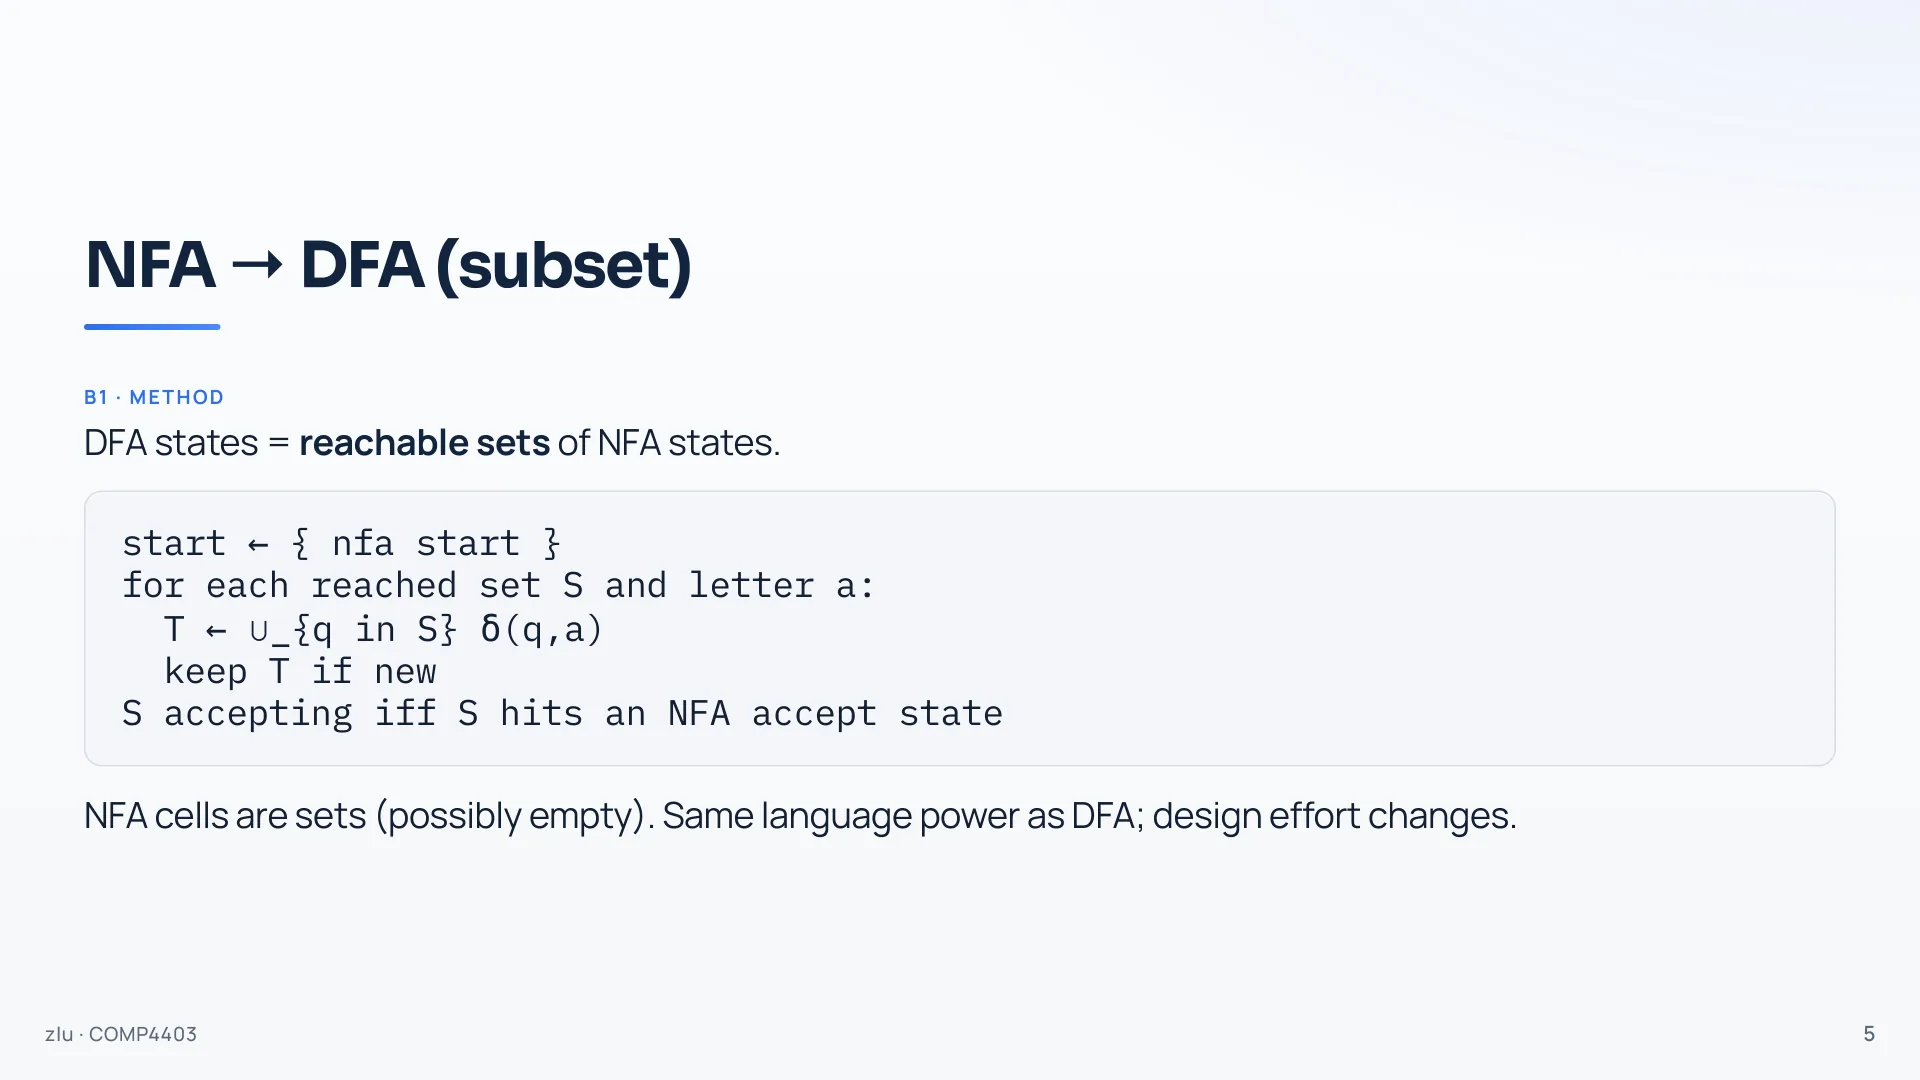 NFA → DFA (subset)
B1 · METHOD
DFA states = reachable sets of NFA states.
start ← { nfa start }
for each reached set S and letter a:
  T ← ∪_{q in S} δ(q,a)
  keep T if new
S accepting iff S hits an NFA accept state
NFA cells are sets (possibly empty). Same language power as DFA; design effort changes.
zlu · COMP4403
5